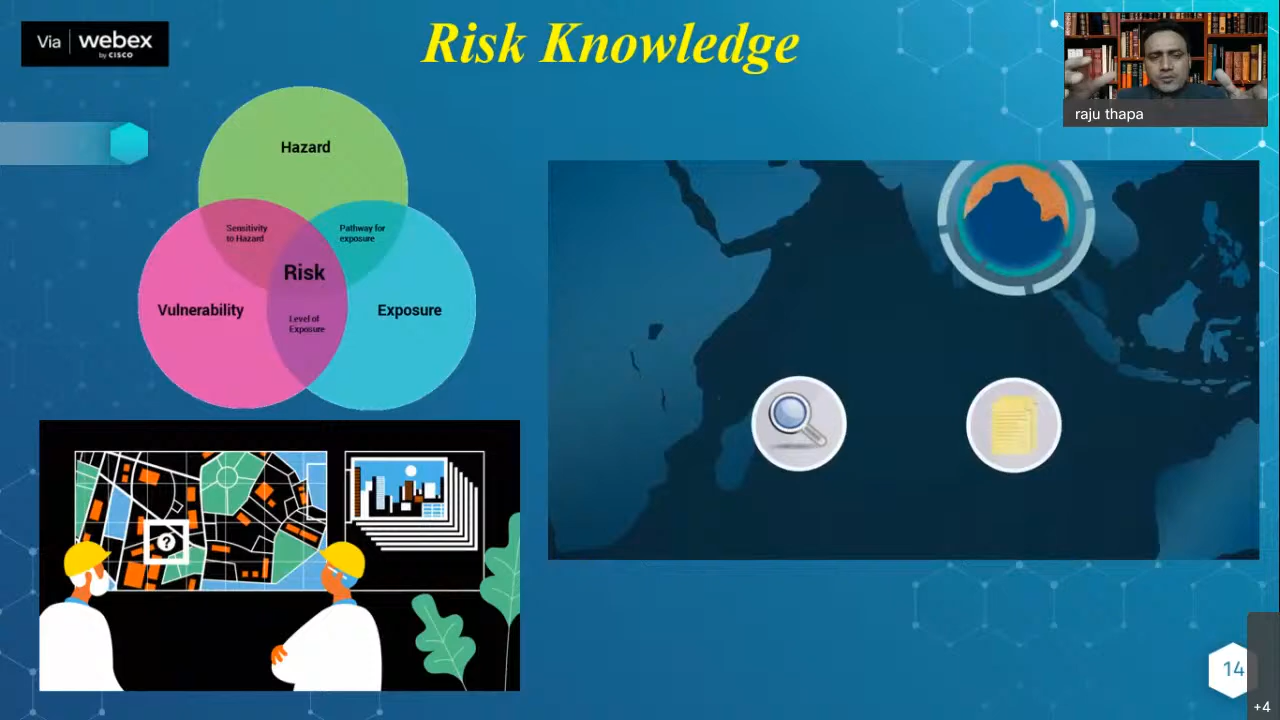 Via webex
by CISCO
Risk Knowledge
raju thapa
Hazard
Sensitivity
to Hazard
Pathway for
exposure
Risk
Vulnerability
Exposure
Level of
Exposure
?
14
+4